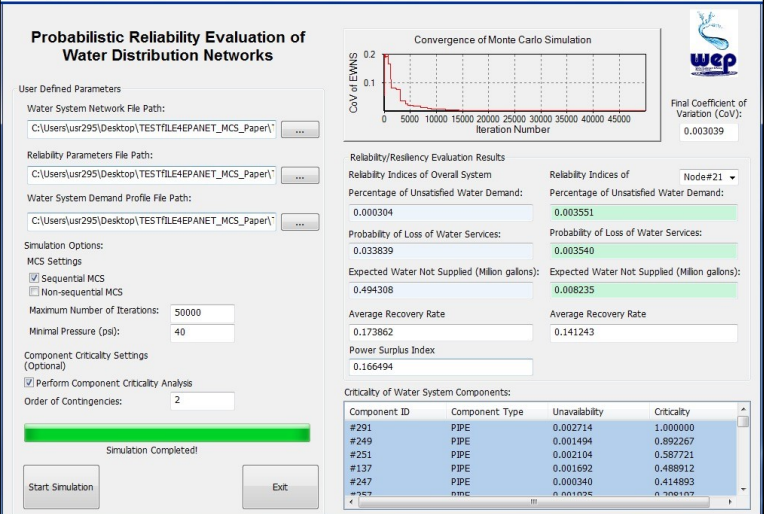 Probabilistic Reliability Evaluation of
Water Distribution Networks
User Defined Parameters
Water System Network File Path:
C:\Users\usr295\Desktop\TESTfILE4EPANET_MCS_Paper\T
...
Reliability Parameters File Path:
C:\Users\usr295\Desktop\TESTfILE4EPANET_MCS_Paper\T
...
Water System Demand Profile File Path:
C:\Users\usr295\Desktop\TESTfILE4EPANET_MCS_Paper\T
...
Simulation Options:
MCS Settings
Sequential MCS
Non-sequential MCS
Maximum Number of Iterations: 50000
Minimal Pressure (psi): 40
Component Criticality Settings
(Optional)
Perform Component Criticality Analysis
Order of Contingencies: 2
Simulation Completed!
Start Simulation
Exit
Convergence of Monte Carlo Simulation
CoV of EWNS
0.2
0.1
0 5000 10000 15000 20000 25000 30000 35000 40000 45000
Iteration Number
wep
Final Coefficient of
Variation (CoV):
0.003039
Reliability/Resiliency Evaluation Results
Reliability Indices of Overall System
Percentage of Unsatisfied Water Demand:
0.000304
Probability of Loss of Water Services:
0.033839
Expected Water Not Supplied (Milion gallons):
0.494308
Average Recovery Rate
0.173862
Power Surplus Index
0.166494
Reliability Indices of Node#21
Percentage of Unsatisfied Water Demand:
0.003551
Probability of Loss of Water Services:
0.003540
Expected Water Not Supplied (Milion gallons):
0.008235
Average Recovery Rate
0.141243
Criticality of Water System Components:
Component ID Component Type Unavailability Criticality
#291 PIPE 0.002714 1.000000
#249 PIPE 0.001494 0.892267
#251 PIPE 0.002104 0.587721
#137 PIPE 0.001692 0.488912
#247 PIPE 0.000340 0.414893
#257 PIPE 0.001035 0.208107